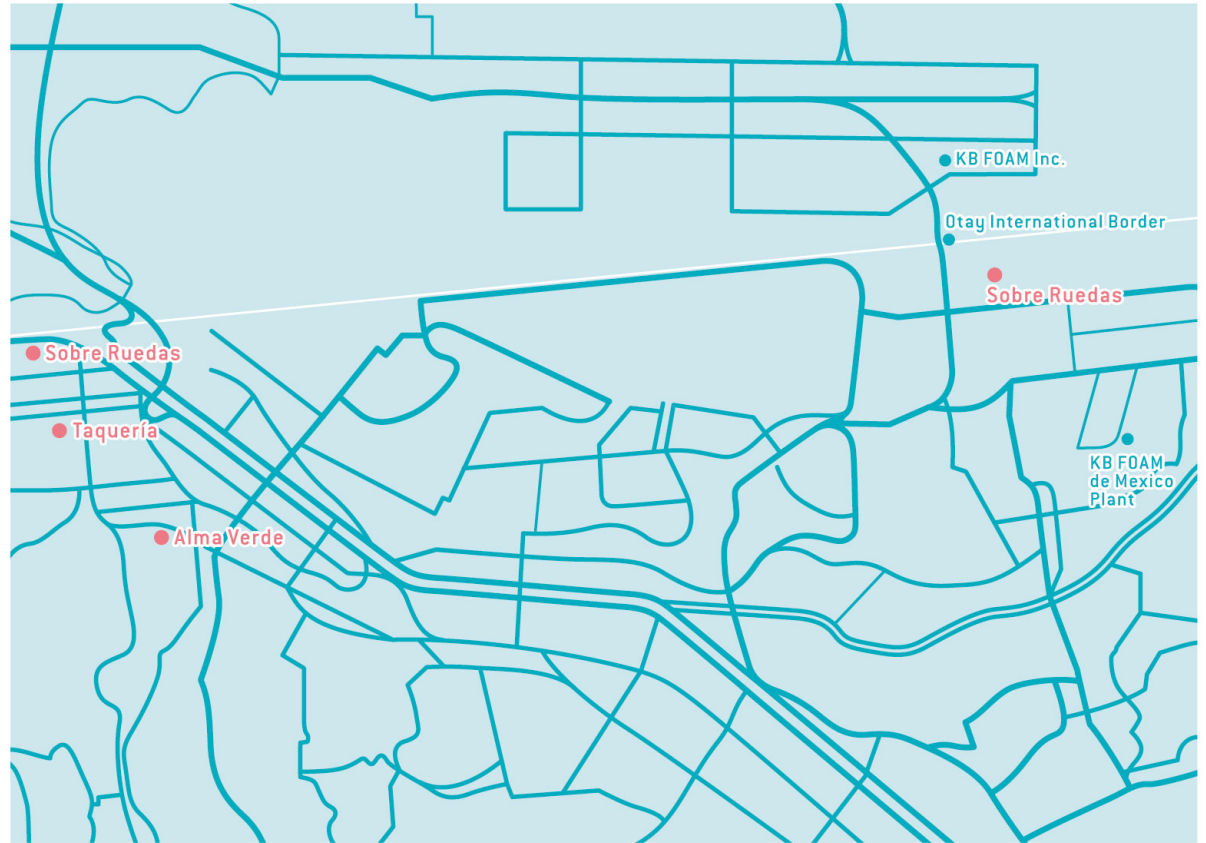 KB FOAM Inc.
Otay International Border
Sobre Ruedas
Sobre Ruedas
Taquería
KB FOAM
de Mexico
Plant
Alma Verde